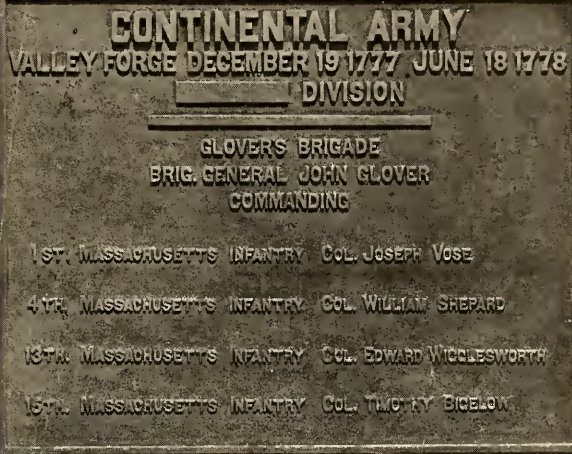 CONTINENTAL ARMY
VALLEY FORGE DECEMBER 19 1777 JUNE 18 1778
DIVISION
GLOVER'S BRIGADE
BRIG. GENERAL JOHN GLOVER
COMMANDING
1ST. MASSACHUSETTS INFANTRY COL. JOSEPH VOSE
4TH. MASSACHUSETTS INFANTRY COL. WILLIAM SHEPARD
13TH. MASSACHUSETTS INFANTRY COL. EDWARD WIGGLESWORTH
15TH. MASSACHUSETTS INFANTRY COL. TIMOTHY BIGELOW